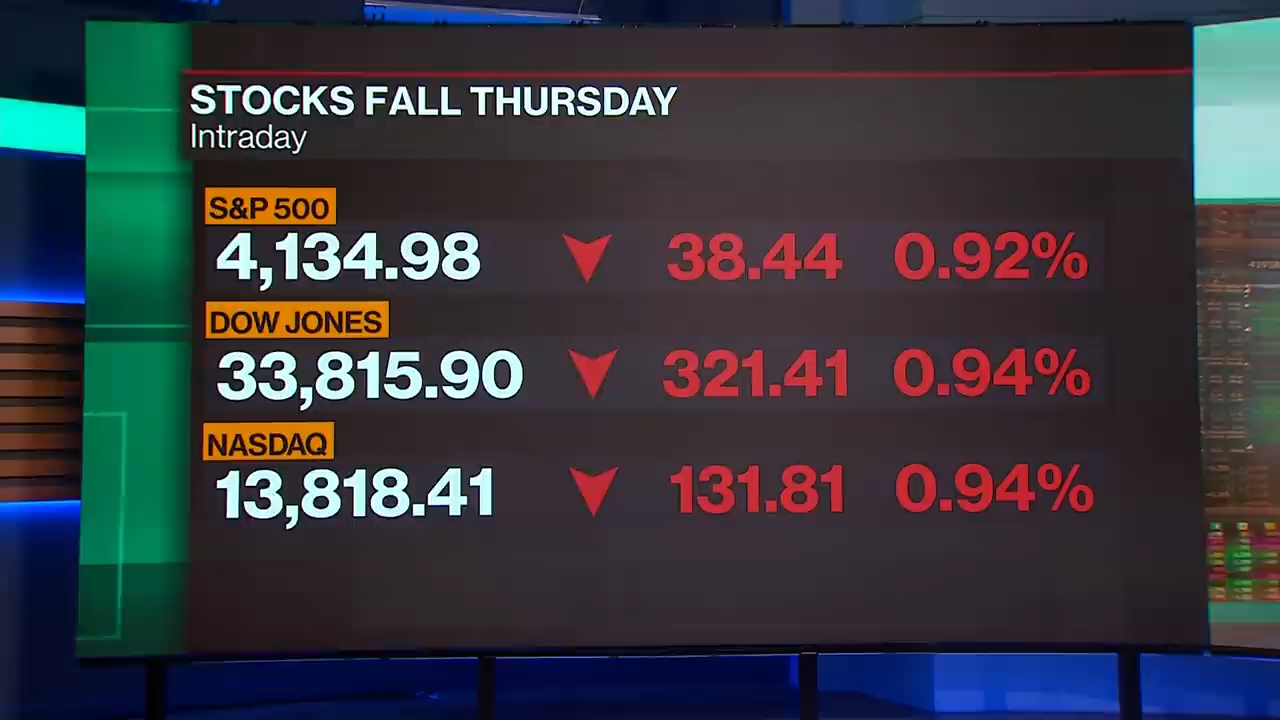 STOCKS FALL THURSDAY
Intraday
S&P 500
4,134.98 38.44 0.92%
DOW JONES
33,815.90 321.41 0.94%
NASDAQ
13,818.41 131.81 0.94%